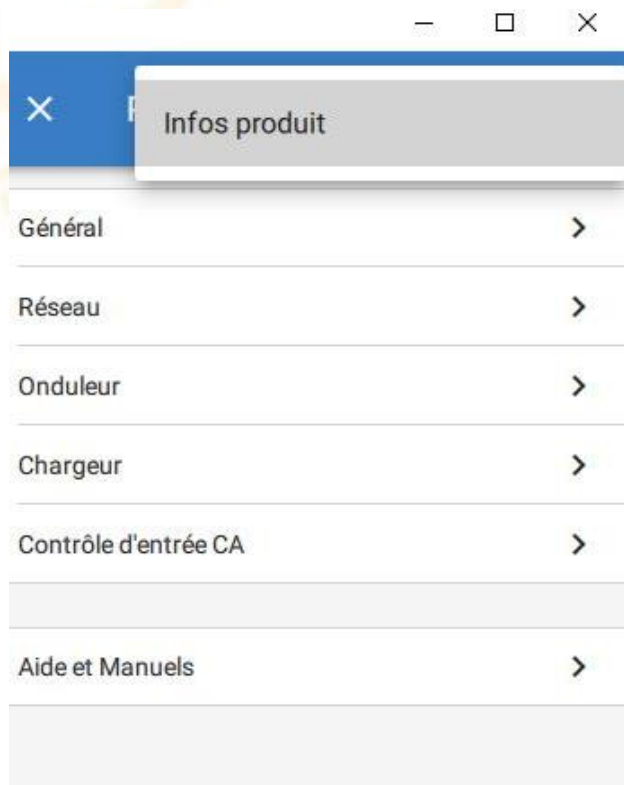 Infos produit
Général
Réseau
Onduleur
Chargeur
Contrôle d'entrée CA
Aide et Manuels